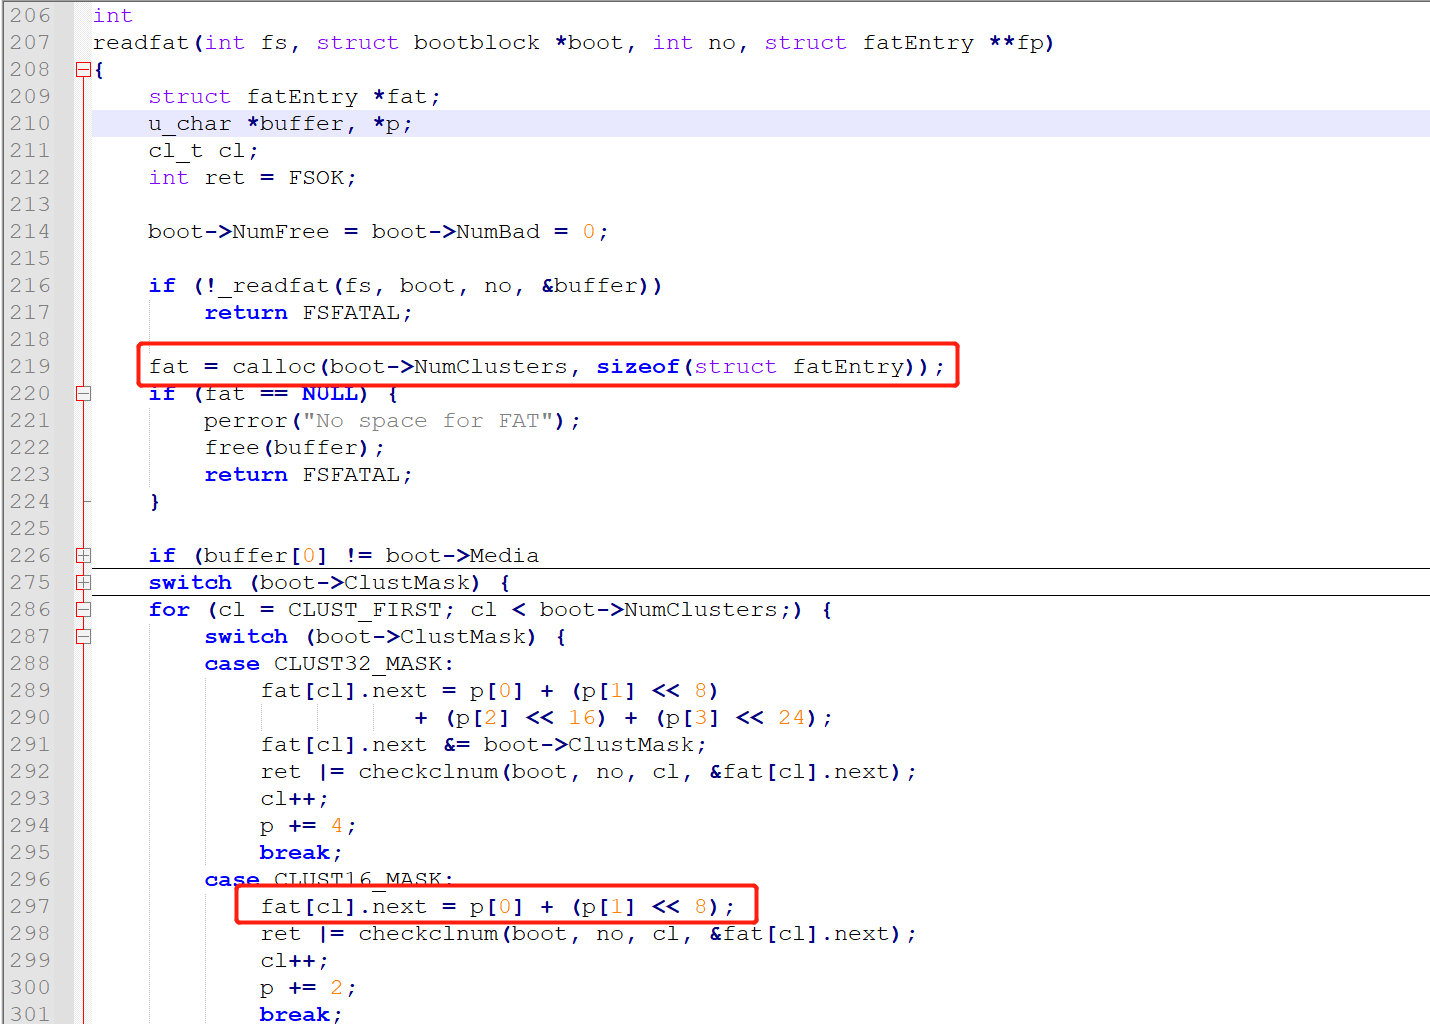 206 int
207 readfat(int fs, struct bootblock *boot, int no, struct fatEntry **fp)
208 {
209     struct fatEntry *fat;
210     u_char *buffer, *p;
211     cl_t cl;
212     int ret = FSOK;
213
214     boot->NumFree = boot->NumBad = 0;
215
216     if (!_readfat(fs, boot, no, &buffer))
217         return FSFATAL;
218
219     fat = calloc(boot->NumClusters, sizeof(struct fatEntry));
220     if (fat == NULL) {
221         perror("No space for FAT");
222         free(buffer);
223         return FSFATAL;
224     }
225
226     if (buffer[0] != boot->Media
275     switch (boot->ClustMask) {
286     for (cl = CLUST_FIRST; cl < boot->NumClusters;) {
287         switch (boot->ClustMask) {
288         case CLUST32_MASK:
289             fat[cl].next = p[0] + (p[1] << 8)
290                        + (p[2] << 16) + (p[3] << 24);
291             fat[cl].next &= boot->ClustMask;
292             ret |= checkclnum(boot, no, cl, &fat[cl].next);
293             cl++;
294             p += 4;
295             break;
296         case CLUST16_MASK:
297             fat[cl].next = p[0] + (p[1] << 8);
298             ret |= checkclnum(boot, no, cl, &fat[cl].next);
299             cl++;
300             p += 2;
301             break;